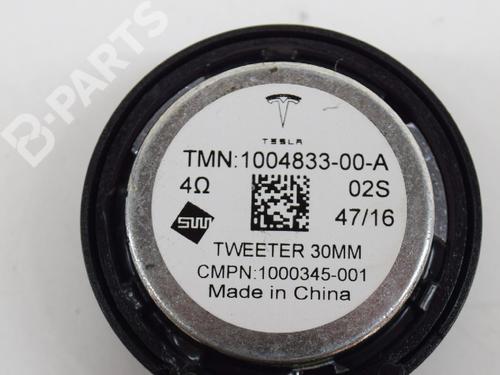 B-PARTS
TESLA
TMN:1004833-00-A
4Ω 02S
47/16
SW
TWEETER 30MM
CMPN:1000345-001
Made in China